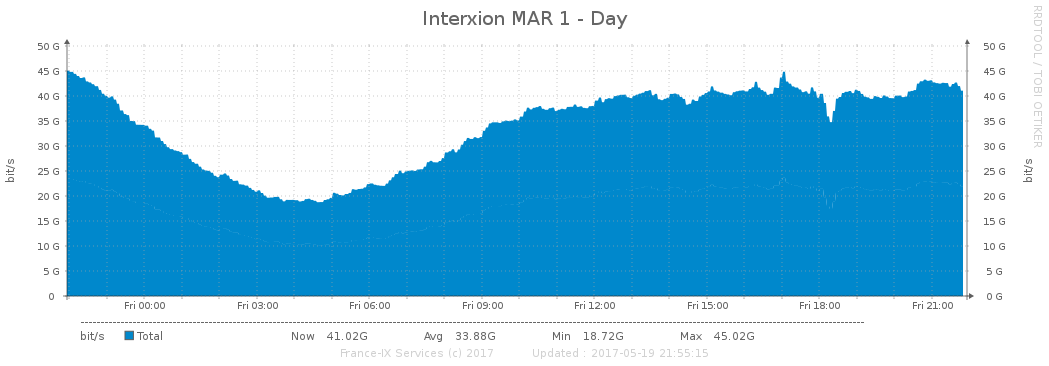 Interxion MAR 1 - Day
RRDTOOL / TOBI OETIKER
50 G 50 G
45 G 45 G
40 G 40 G
35 G 35 G
30 G 30 G
25 G 25 G
20 G 20 G
15 G 15 G
10 G 10 G
5 G 5 G
0 0 G
bit/s bit/s
Fri 00:00 Fri 03:00 Fri 06:00 Fri 09:00 Fri 12:00 Fri 15:00 Fri 18:00 Fri 21:00
bit/s Total Now 41.02G Avg 33.88G Min 18.72G Max 45.02G
France-IX Services (c) 2017 Updated : 2017-05-19 21:55:15